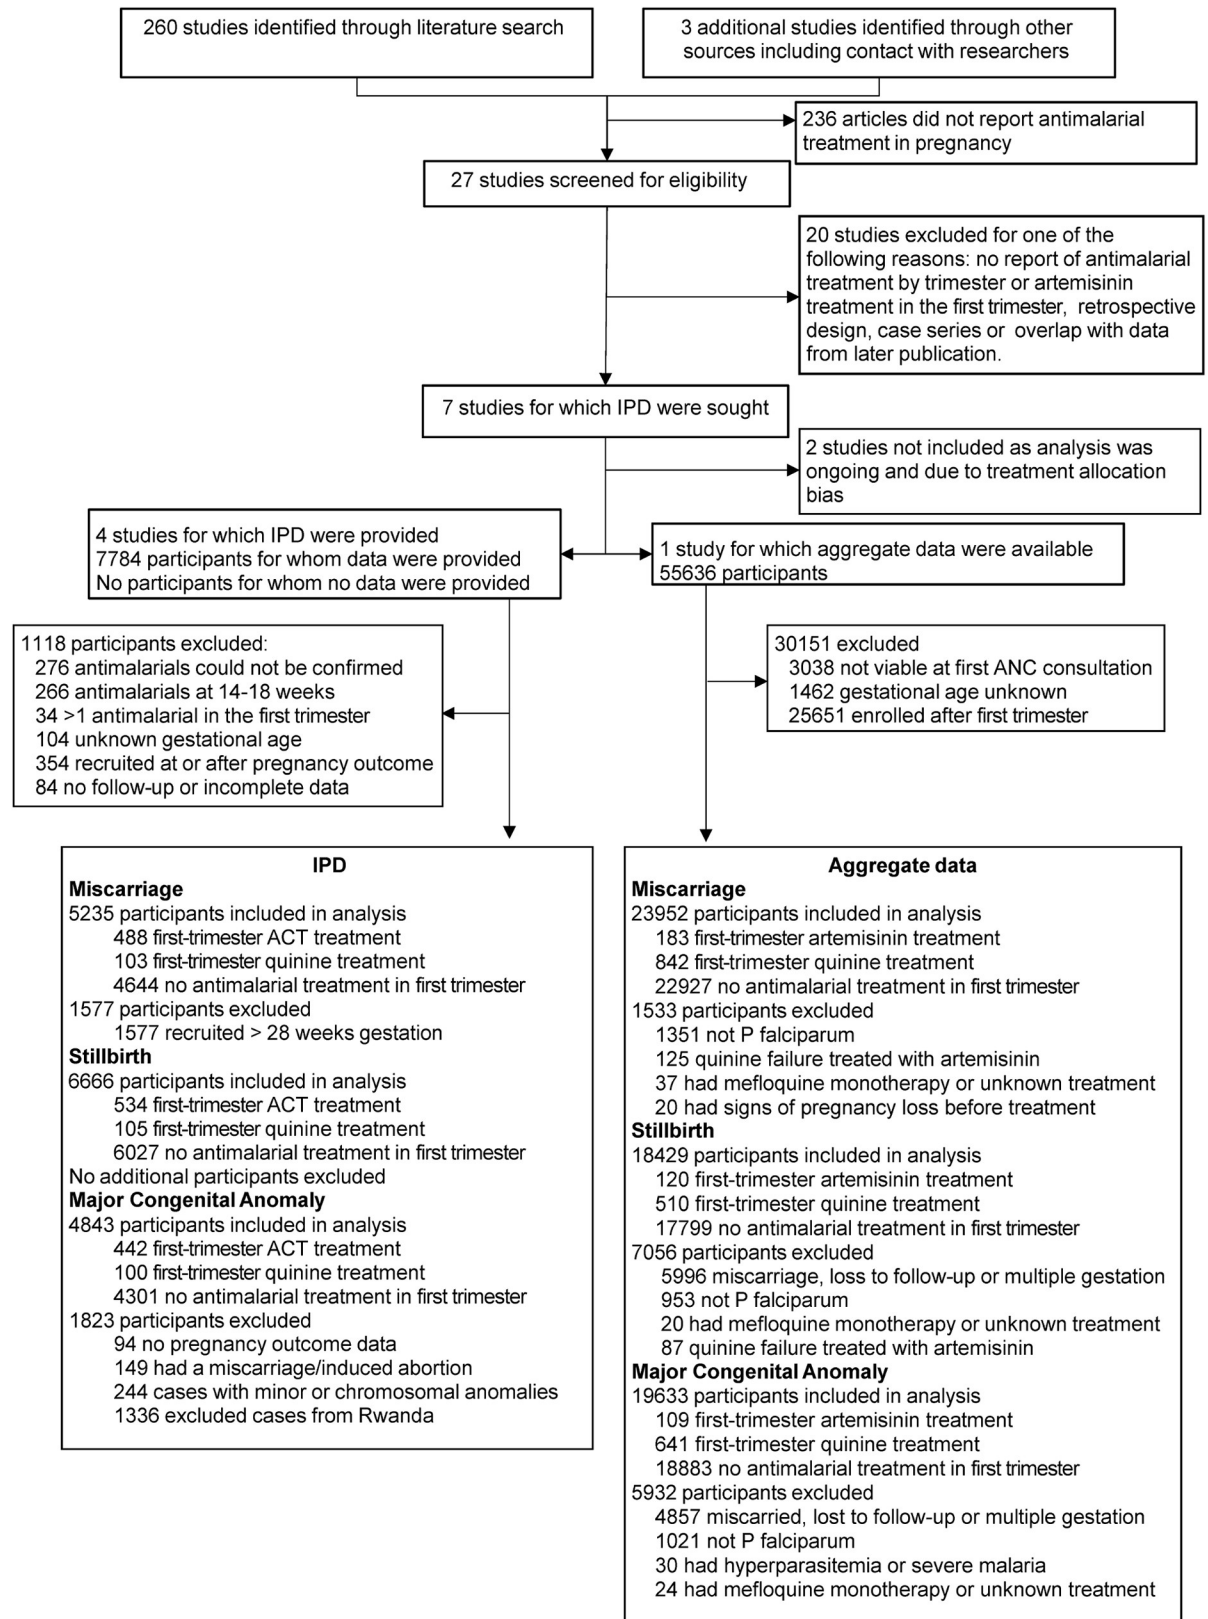 260 studies identified through literature search
3 additional studies identified through other
sources including contact with researchers
236 articles did not report antimalarial
treatment in pregnancy
27 studies screened for eligibility
20 studies excluded for one of the
following reasons: no report of antimalarial
treatment by trimester or artemisinin
treatment in the first trimester, retrospective
design, case series or overlap with data
from later publication.
7 studies for which IPD were sought
2 studies not included as analysis was
ongoing and due to treatment allocation
bias
4 studies for which IPD were provided
7784 participants for whom data were provided
No participants for whom no data were provided
1 study for which aggregate data were available
55636 participants
1118 participants excluded:
276 antimalarials could not be confirmed
266 antimalarials at 14-18 weeks
34 >1 antimalarial in the first trimester
104 unknown gestational age
354 recruited at or after pregnancy outcome
84 no follow-up or incomplete data
30151 excluded
3038 not viable at first ANC consultation
1462 gestational age unknown
25651 enrolled after first trimester
IPD
Miscarriage
5235 participants included in analysis
488 first-trimester ACT treatment
103 first-trimester quinine treatment
4644 no antimalarial treatment in first trimester
1577 participants excluded
1577 recruited > 28 weeks gestation
Stillbirth
6666 participants included in analysis
534 first-trimester ACT treatment
105 first-trimester quinine treatment
6027 no antimalarial treatment in first trimester
No additional participants excluded
Major Congenital Anomaly
4843 participants included in analysis
442 first-trimester ACT treatment
100 first-trimester quinine treatment
4301 no antimalarial treatment in first trimester
1823 participants excluded
94 no pregnancy outcome data
149 had a miscarriage/induced abortion
244 cases with minor or chromosomal anomalies
1336 excluded cases from Rwanda
Aggregate data
Miscarriage
23952 participants included in analysis
183 first-trimester artemisinin treatment
842 first-trimester quinine treatment
22927 no antimalarial treatment in first trimester
1533 participants excluded
1351 not P falciparum
125 quinine failure treated with artemisinin
37 had mefloquine monotherapy or unknown treatment
20 had signs of pregnancy loss before treatment
Stillbirth
18429 participants included in analysis
120 first-trimester artemisinin treatment
510 first-trimester quinine treatment
17799 no antimalarial treatment in first trimester
7056 participants excluded
5996 miscarriage, loss to follow-up or multiple gestation
953 not P falciparum
20 had mefloquine monotherapy or unknown treatment
87 quinine failure treated with artemisinin
Major Congenital Anomaly
19633 participants included in analysis
109 first-trimester artemisinin treatment
641 first-trimester quinine treatment
18883 no antimalarial treatment in first trimester
5932 participants excluded
4857 miscarried, lost to follow-up or multiple gestation
1021 not P falciparum
30 had hyperparasitemia or severe malaria
24 had mefloquine monotherapy or unknown treatment